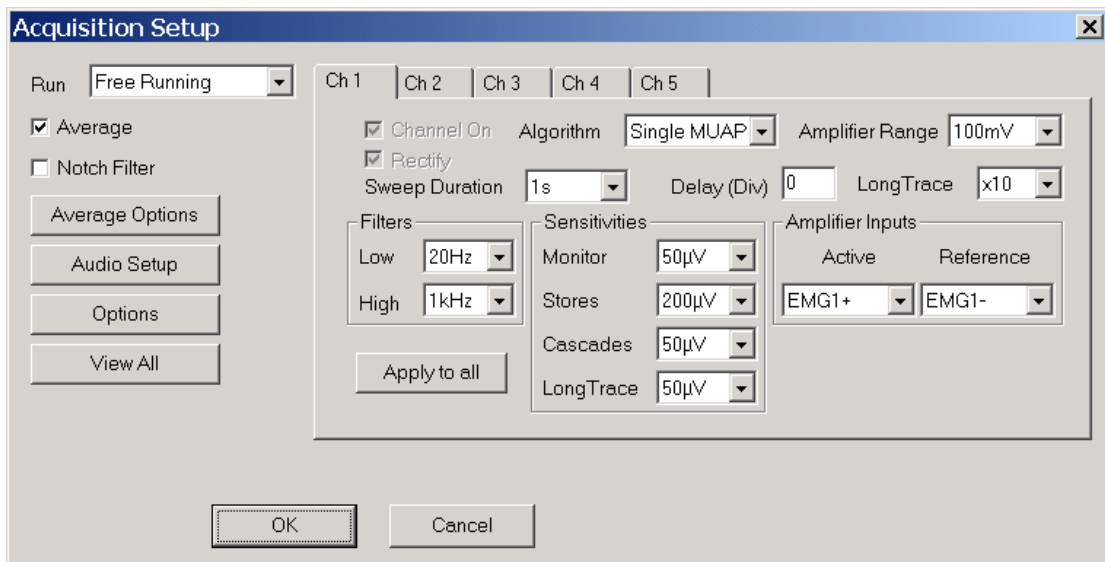 Acquisition Setup
Run Free Running
Average
Notch Filter
Average Options
Audio Setup
Options
View All
Ch 1 Ch 2 Ch 3 Ch 4 Ch 5
Channel On Algorithm Single MUAP Amplifier Range 100mV
Rectify
Sweep Duration 1s Delay (Div) 0 LongTrace x10
Filters
Low 20Hz
High 1kHz
Apply to all
Sensitivities
Monitor 50µV
Stores 200µV
Cascades 50µV
LongTrace 50µV
Amplifier Inputs
Active Reference
EMG1+ EMG1-
OK Cancel